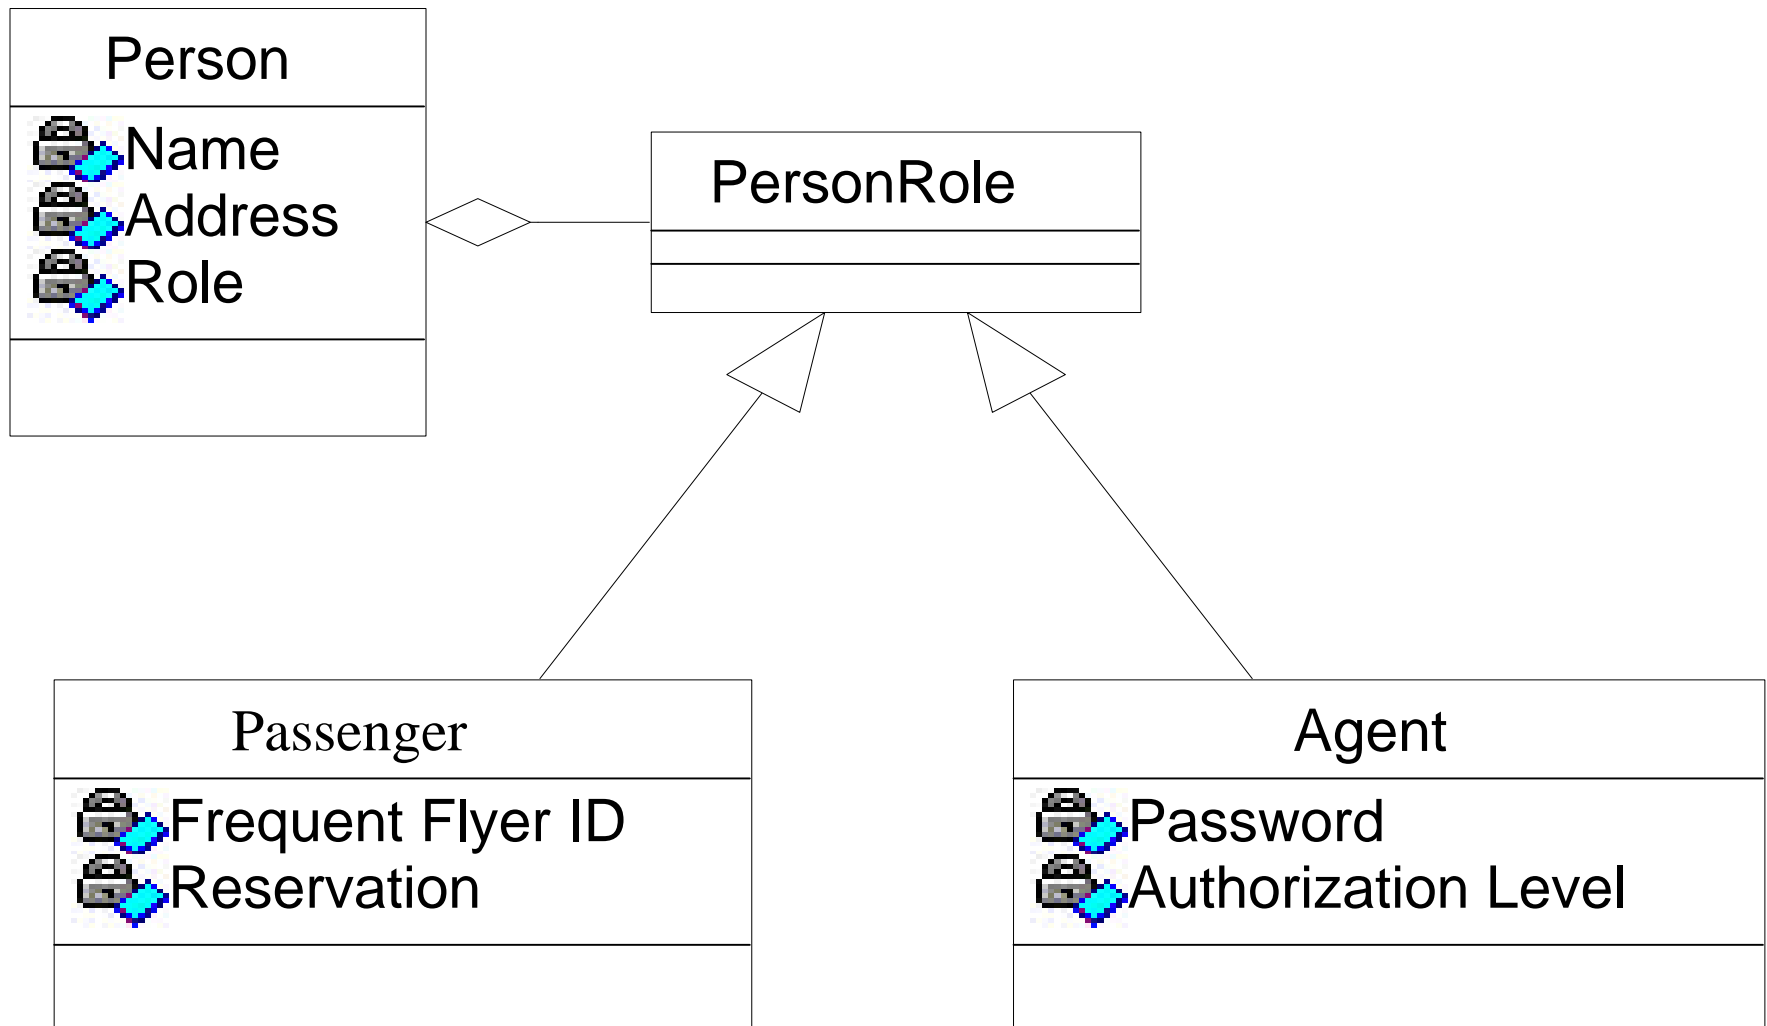 Person
Name
Address
Role
PersonRole
Passenger
Frequent Flyer ID
Reservation
Agent
Password
Authorization Level